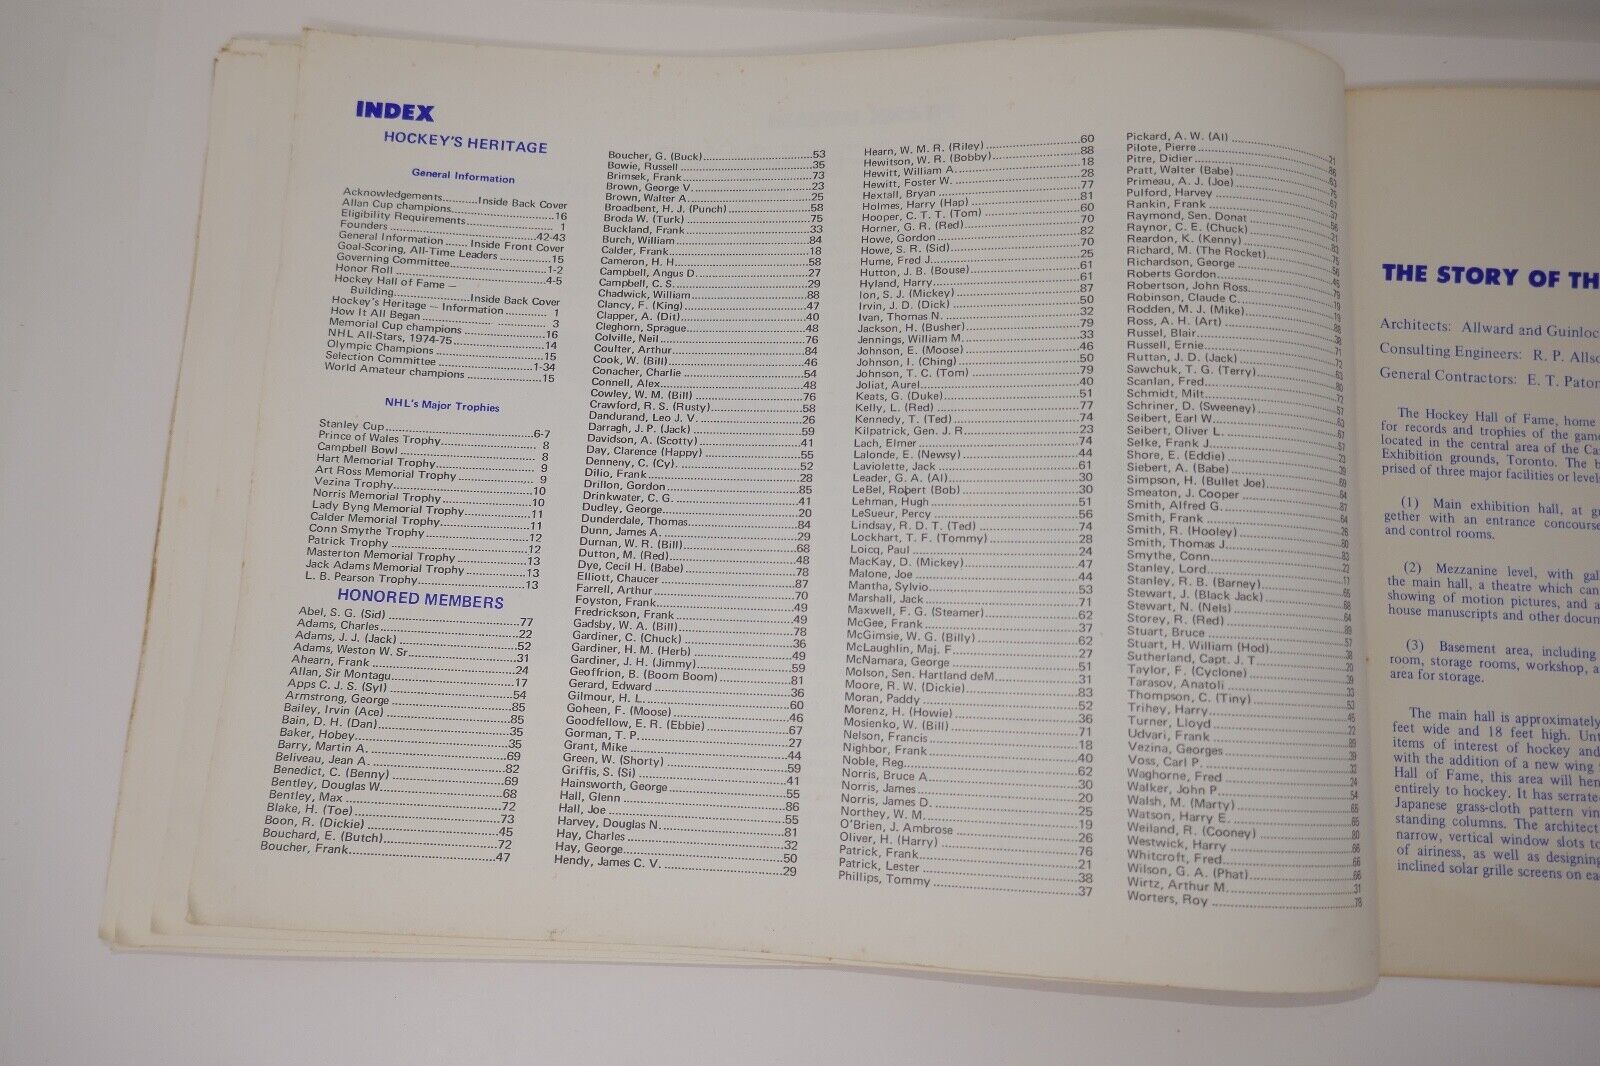 INDEX
HOCKEY'S HERITAGE
General Information
Acknowledgements..........Inside Back Cover
Allan Cup champions..........16
Eligibility Requirements..........1
Founders..........42-43
General Information..........Inside Front Cover
Goal-Scoring, All-Time Leaders..........15
Governing Committee..........1-2
Honor Roll..........4-5
Hockey Hall of Fame —
Building..........Inside Back Cover
Hockey's Heritage — Information..........1
How It All Began..........3
Memorial Cup champions..........16
NHL All-Stars, 1974-75..........14
Olympic Champions..........15
Selection Committee..........1-34
World Amateur champions..........15
NHL's Major Trophies
Stanley Cup..........6-7
Prince of Wales Trophy..........8
Campbell Bowl..........8
Hart Memorial Trophy..........9
Art Ross Memorial Trophy..........9
Vezina Trophy..........10
Norris Memorial Trophy..........10
Lady Byng Memorial Trophy..........11
Calder Memorial Trophy..........11
Conn Smythe Trophy..........12
Patrick Trophy..........12
Masterton Memorial Trophy..........13
Jack Adams Memorial Trophy..........13
L. B. Pearson Trophy..........13
HONORED MEMBERS
Abel, S. G. (Sid)..........77
Adams, Charles..........22
Adams, J. J. (Jack)..........52
Adams, Weston W. Sr...........31
Ahearn, Frank..........24
Allan, Sir Montagu..........17
Apps C. J. S. (Syl)..........54
Armstrong, George..........85
Bailey, Irvin (Ace)..........85
Bain, D. H. (Dan)..........35
Baker, Hobey..........35
Barry, Martin A...........69
Beliveau, Jean A...........82
Benedict, C. (Benny)..........69
Bentley, Douglas W...........68
Bentley, Max..........72
Blake, H. (Toe)..........73
Boon, R. (Dickie)..........45
Bouchard, E. (Butch)..........72
Boucher, Frank..........47
Boucher, G. (Buck)..........53
Bowie, Russell..........35
Brimsek, Frank..........73
Brown, George V...........23
Brown, Walter A...........25
Broadbent, H. J. (Punch)..........58
Broda W. (Turk)..........75
Buckland, Frank..........33
Burch, William..........84
Calder, Frank..........18
Cameron, H. H...........58
Campbell, Angus D...........27
Campbell, C. S...........29
Chadwick, William..........88
Clancy, F. (King)..........47
Clapper, A. (Dit)..........40
Cleghorn, Sprague..........48
Colville, Neil..........76
Coulter, Arthur..........84
Cook, W. (Bill)..........46
Conacher, Charlie..........54
Connell, Alex..........48
Cowley, W. M. (Bill)..........76
Crawford, R. S. (Rusty)..........58
Dandurand, Leo J. V...........26
Darragh, J. P. (Jack)..........59
Davidson, A. (Scotty)..........41
Day, Clarence (Happy)..........55
Denneny, C. (Cy)...........52
Dilio, Frank..........28
Drillon, Gordon..........85
Drinkwater, C. G...........41
Dudley, George..........20
Dunderdale, Thomas..........84
Dunn, James A...........29
Durnan, W. R. (Bill)..........68
Dutton, M. (Red)..........48
Dye, Cecil H. (Babe)..........78
Elliott, Chaucer..........87
Farrell, Arthur..........70
Foyston, Frank..........49
Fredrickson, Frank..........49
Gadsby, W. A. (Bill)..........78
Gardiner, C. (Chuck)..........36
Gardiner, H. M. (Herb)..........49
Gardiner, J. H. (Jimmy)..........59
Geoffrion, B. (Boom Boom)..........81
Gerard, Edward..........36
Gilmour, H. L...........60
Goheen, F. (Moose)..........46
Goodfellow, E. R. (Ebbie)..........67
Gorman, T. P...........27
Grant, Mike..........44
Green, W. (Shorty)..........59
Griffis, S. (Si)..........41
Hainsworth, George..........55
Hall, Glenn..........86
Hall, Joe..........55
Harvey, Douglas N...........81
Hay, Charles..........32
Hay, George..........50
Hendy, James C. V...........29
Hearn, W. M. R. (Riley)..........60
Hewitson, W. R. (Bobby)..........88
Hewitt, William A...........18
Hewitt, Foster W...........28
Hextall, Bryan..........77
Holmes, Harry (Hap)..........81
Hooper, C. T. T. (Tom)..........60
Horner, G. R. (Red)..........70
Howe, Gordon..........82
Howe, S. R. (Sid)..........70
Hume, Fred J...........25
Hutton, J. B. (Bouse)..........61
Hyland, Harry..........61
Ion, S. J. (Mickey)..........87
Irvin, J. D. (Dick)..........50
Ivan, Thomas N...........32
Jackson, H. (Busher)..........79
Jennings, William M...........33
Johnson, E. (Moose)..........46
Johnson, I. (Ching)..........50
Johnson, T. C. (Tom)..........79
Joliat, Aurel..........40
Keats, G. (Duke)..........51
Kelly, L. (Red)..........77
Kennedy, T. (Ted)..........74
Kilpatrick, Gen. J. R...........23
Lach, Elmer..........74
Lalonde, E. (Newsy)..........44
Laviolette, Jack..........61
Leader, G. A. (Al)..........30
LeBel, Robert (Bob)..........30
Lehman, Hugh..........51
LeSueur, Percy..........56
Lindsay, R. D. T. (Ted)..........74
Lockhart, T. F. (Tommy)..........28
Loicq, Paul..........24
MacKay, D. (Mickey)..........47
Malone, Joe..........44
Mantha, Sylvio..........53
Marshall, Jack..........71
Maxwell, F. G. (Steamer)..........62
McGee, Frank..........37
McGimsie, W. G. (Billy)..........62
McLaughlin, Maj. F...........27
McNamara, George..........51
Molson, Sen. Hartland deM...........31
Moore, R. W. (Dickie)..........83
Moran, Paddy..........52
Morenz, H. (Howie)..........36
Mosienko, W. (Bill)..........71
Nelson, Francis..........18
Nighbor, Frank..........40
Noble, Reg...........62
Norris, Bruce A...........30
Norris, James..........20
Norris, James D...........25
Northey, W. M...........19
O'Brien, J. Ambrose..........26
Oliver, H. (Harry)..........76
Patrick, Frank..........21
Patrick, Lester..........38
Phillips, Tommy..........37
Pickard, A. W. (Al)
Pilote, Pierre
Pitre, Didier
Pratt, Walter (Babe)
Primeau, A. J. (Joe)
Pulford, Harvey
Rankin, Frank
Raymond, Sen. Donat
Raynor, C. E. (Chuck)
Reardon, K. (Kenny)
Richard, M. (The Rocket)
Richardson, George
Roberts Gordon
Robertson, John Ross
Robinson, Claude C.
Rodden, M. J. (Mike)
Ross, A. H. (Art)
Russel, Blair
Russell, Ernie
Ruttan, J. D. (Jack)
Sawchuk, T. G. (Terry)
Scanlan, Fred
Schmidt, Milt
Schriner, D. (Sweeney)
Seibert, Earl W.
Seibert, Oliver L.
Selke, Frank J.
Shore, E. (Eddie)
Siebert, A. (Babe)
Simpson, H. (Bullet Joe)
Smeaton, J. Cooper
Smith, Alfred G.
Smith, Frank
Smith, R. (Hooley)
Smith, Thomas J.
Smythe, Conn
Stanley, Lord
Stanley, R. B. (Barney)
Stewart, J. (Black Jack)
Stewart, N. (Nels)
Storey, R. (Red)
Stuart, Bruce
Stuart, H. William (Hod)
Sutherland, Capt. J. T.
Taylor, F. (Cyclone)
Tarasov, Anatoli
Thompson, C. (Tiny)
Trihey, Harry
Turner, Lloyd
Udvari, Frank
Vezina, Georges
Voss, Carl P.
Waghorne, Fred
Walker, John P.
Walsh, M. (Marty)
Watson, Harry E.
Weiland, R. (Cooney)
Westwick, Harry
Whitcroft, Fred
Wilson, G. A. (Phat)
Wirtz, Arthur M.
Worters, Roy..........78
THE STORY OF TH
Architects: Allward and Guinloc
Consulting Engineers: R. P. Allso
General Contractors: E. T. Paton
The Hockey Hall of Fame, home
for records and trophies of the game
located in the central area of the Ca
Exhibition grounds, Toronto. The b
prised of three major facilities or levels
(1) Main exhibition hall, at gr
gether with an entrance concourse
and control rooms.
(2) Mezzanine level, with gal
the main hall, a theatre which can
showing of motion pictures, and a
house manuscripts and other docum
(3) Basement area, including
room, storage rooms, workshop, a
area for storage.
The main hall is approximately
feet wide and 18 feet high. Unt
items of interest of hockey and
with the addition of a new wing
Hall of Fame, this area will hen
entirely to hockey. It has serrate
Japanese grass-cloth pattern vin
standing columns. The architect
narrow, vertical window slots to
of airiness, as well as designing
inclined solar grille screens on ea